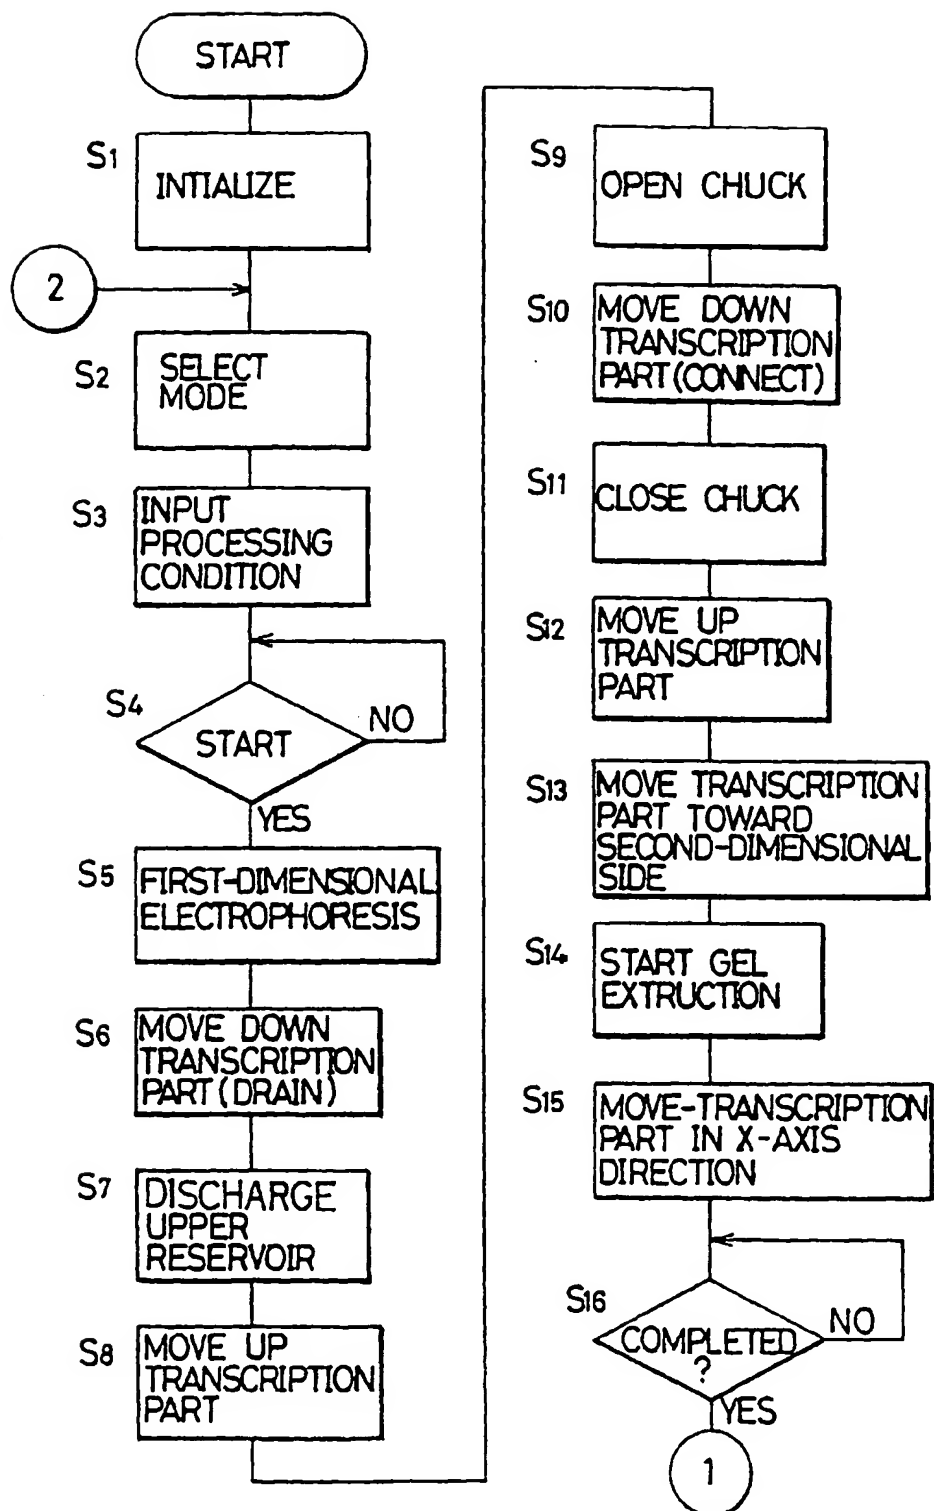 START
S1
INTIALIZE
2
S2
SELECT
MODE
S3
INPUT
PROCESSING
CONDITION
S4
START
NO
YES
S5
FIRST-DIMENSIONAL
ELECTROPHORESIS
S6
MOVE DOWN
TRANSCRIPTION
PART(DRAIN)
S7
DISCHARGE
UPPER
RESERVOIR
S8
MOVE UP
TRANSCRIPTION
PART
S9
OPEN CHUCK
S10
MOVE DOWN
TRANSCRIPTION
PART(CONNECT)
S11
CLOSE CHUCK
S12
MOVE UP
TRANSCRIPTION
PART
S13
MOVE TRANSCRIPTION
PART TOWARD
SECOND-DIMENSIONAL
SIDE
S14
START GEL
EXTRUCTION
S15
MOVE-TRANSCRIPTION
PART IN X-AXIS
DIRECTION
S16
COMPLETED
?
NO
YES
1